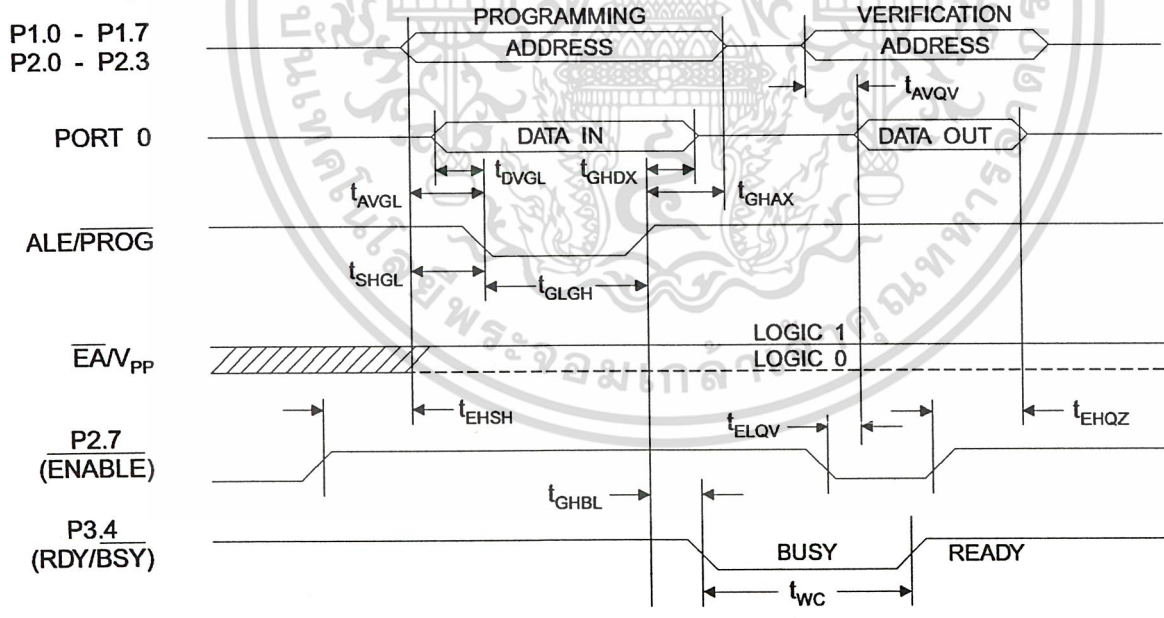 PROGRAMMING VERIFICATION
P1.0 - P1.7
P2.0 - P2.3
ADDRESS ADDRESS
tAVQV
PORT 0
DATA IN DATA OUT
tDVGL tGHDX
tAVGL tGHAX
ALE/PROG
tSHGL tGLGH
LOGIC 1
EA/VPP
LOGIC 0
tEHSH tELQV tEHQZ
P2.7
(ENABLE)
tGHBL
P3.4
(RDY/BSY)
BUSY READY
tWC